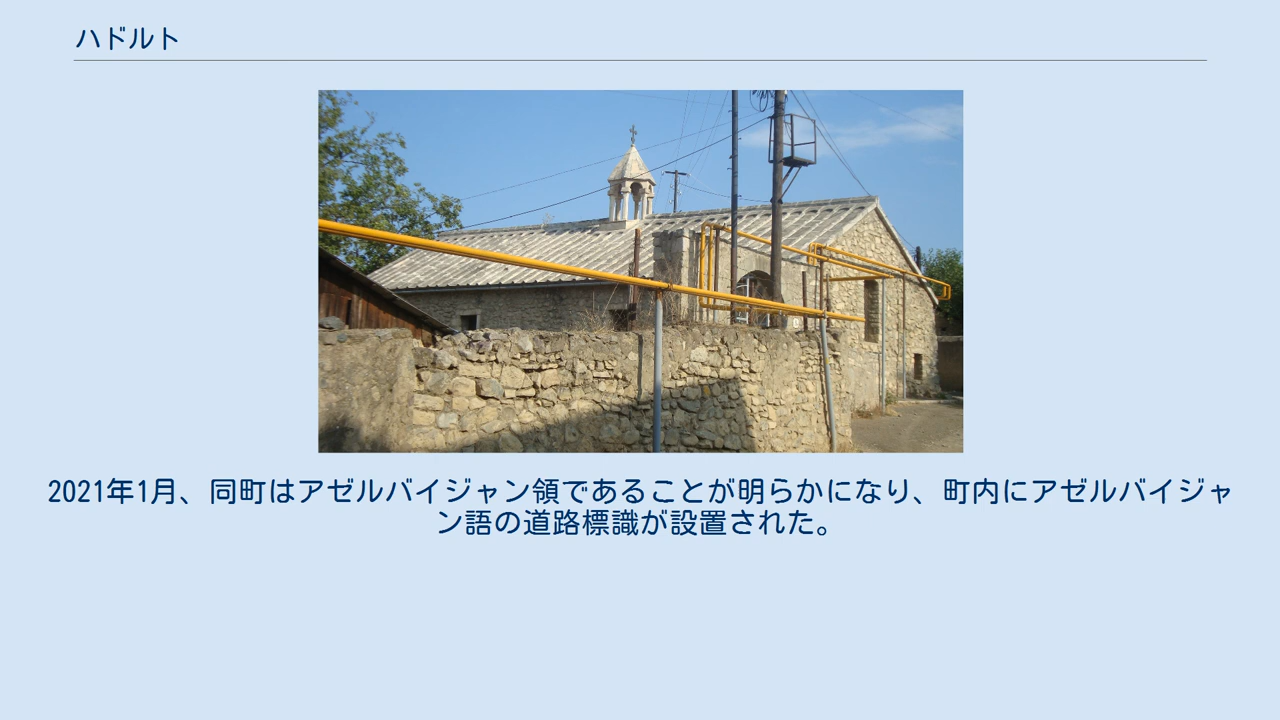 ハドルト
2021年1月、同町はアゼルバイジャン領であることが明らかになり、町内にアゼルバイジャ
ン語の道路標識が設置された。